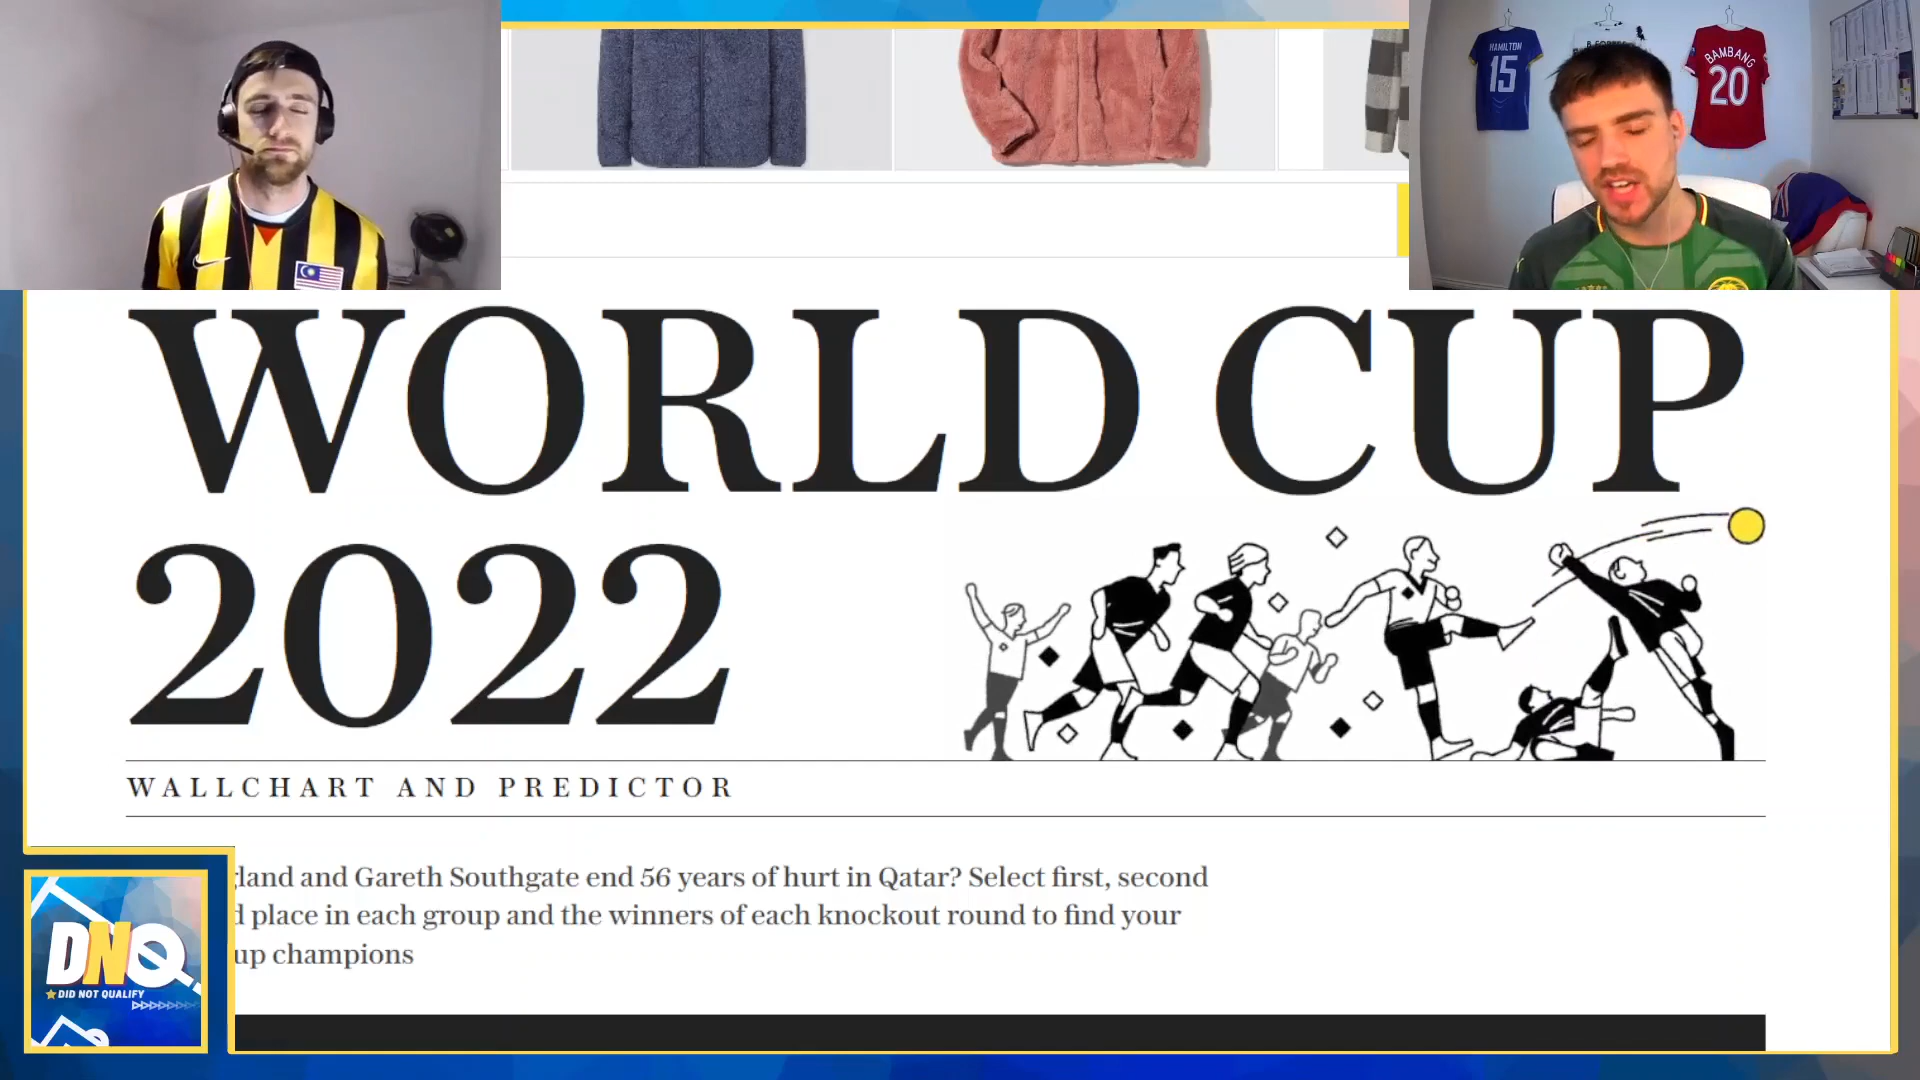 HAMILTON
15
BAMBANG
20
WORLD CUP
2022
WALLCHART AND PREDICTOR
gland and Gareth Southgate end 56 years of hurt in Qatar? Select first, second
d place in each group and the winners of each knockout round to find your
up champions
DNQ
DID NOT QUALIFY